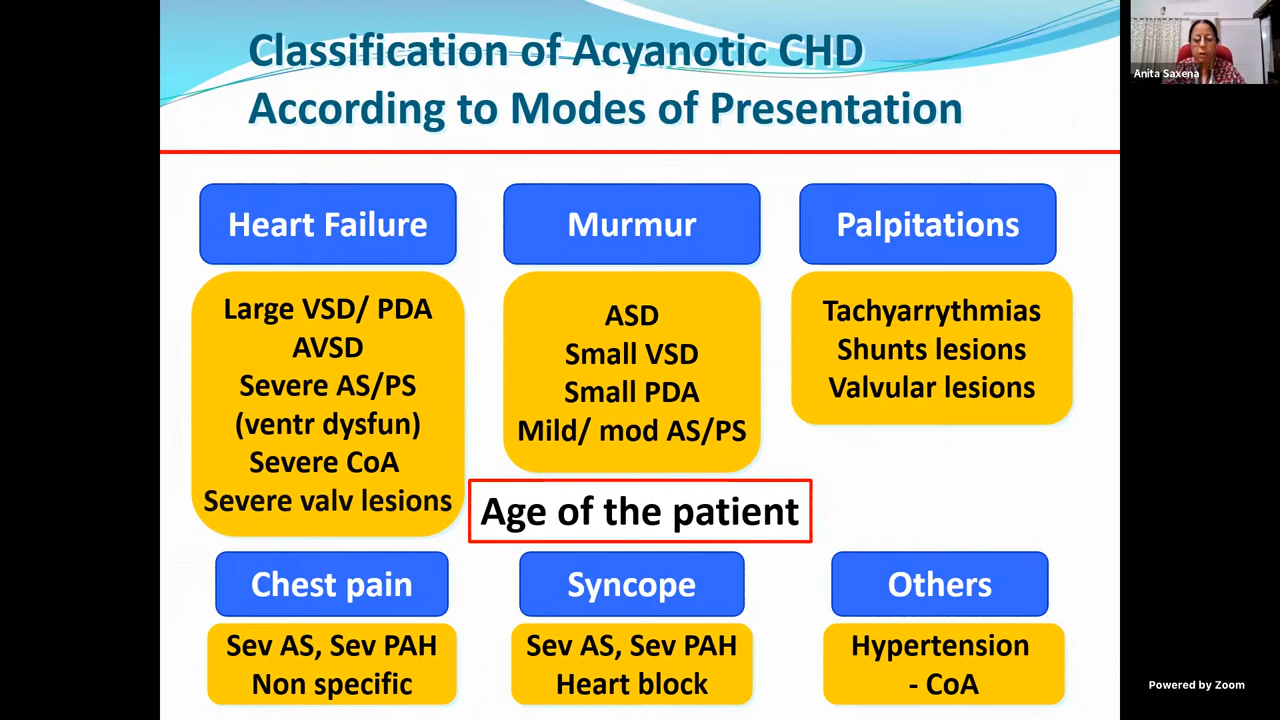 Classification of Acyanotic CHD
According to Modes of Presentation
Anita Saxena
Heart Failure
Large VSD/ PDA
AVSD
Severe AS/PS
(ventr dysfun)
Severe CoA
Severe valv lesions
Murmur
ASD
Small VSD
Small PDA
Mild/ mod AS/PS
Palpitations
Tachyarrythmias
Shunts lesions
Valvular lesions
Age of the patient
Chest pain
Sev AS, Sev PAH
Non specific
Syncope
Sev AS, Sev PAH
Heart block
Others
Hypertension
- CoA
Powered by Zoom